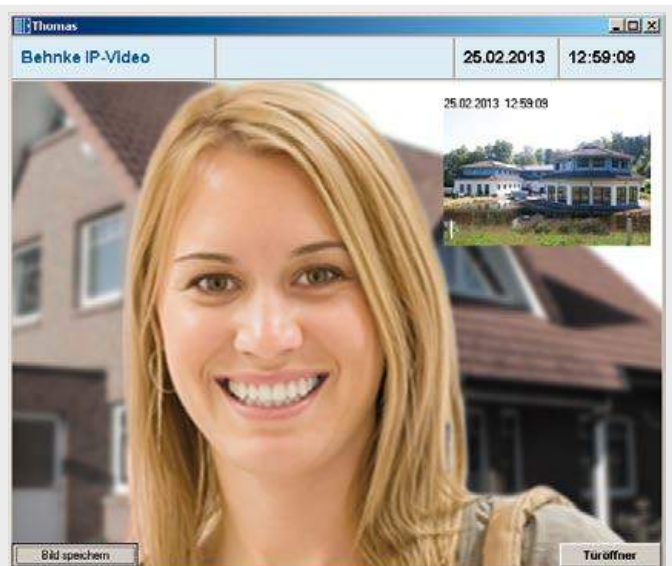 Thomas
Behnke IP-Video
25.02.2013
12:59:09
25.02.2013 12:59:09
Bild speichern
Türöffner